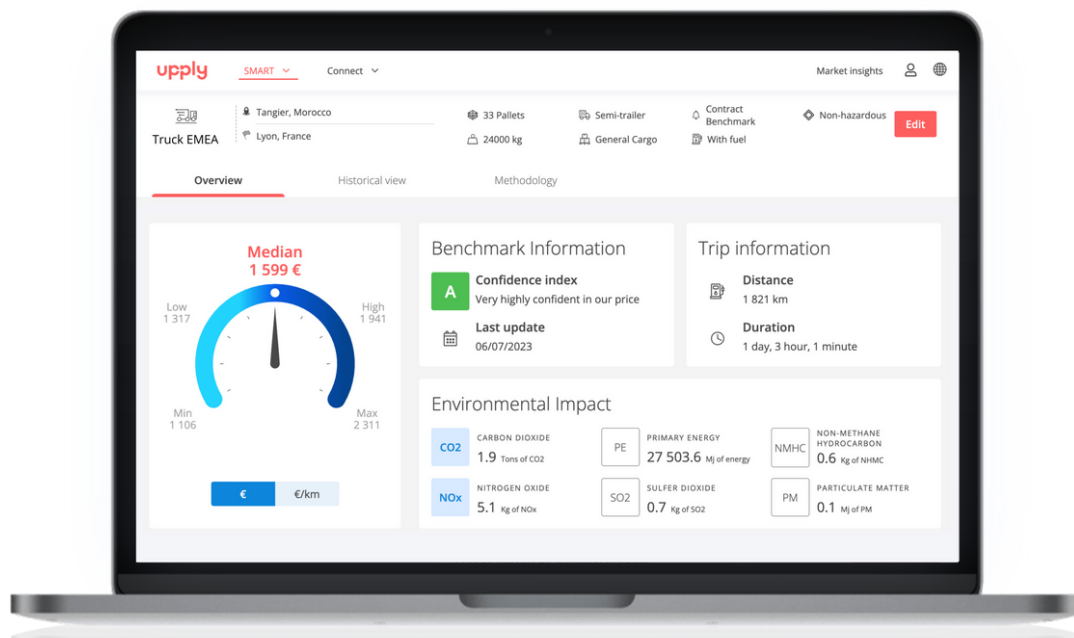 upply
SMART
Connect
Market insights
Truck EMEA
Tangier, Morocco
Lyon, France
33 Pallets
24000 kg
Semi-trailer
General Cargo
Contract
Benchmark
With fuel
Non-hazardous
Edit
Overview
Historical view
Methodology
Median
1 599 €
Low
1 317
High
1 941
Min
1 106
Max
2 311
€
€/km
Benchmark Information
A
Confidence index
Very highly confident in our price
Last update
06/07/2023
Trip information
Distance
1 821 km
Duration
1 day, 3 hour, 1 minute
Environmental Impact
CO2
CARBON DIOXIDE
1.9 Tons of CO2
PE
PRIMARY ENERGY
27 503.6 Mj of energy
NMHC
NON-METHANE
HYDROCARBON
0.6 Kg of NHMC
NOx
NITROGEN OXIDE
5.1 Kg of NOx
SO2
SULFER DIOXIDE
0.7 Kg of SO2
PM
PARTICULATE MATTER
0.1 Mj of PM